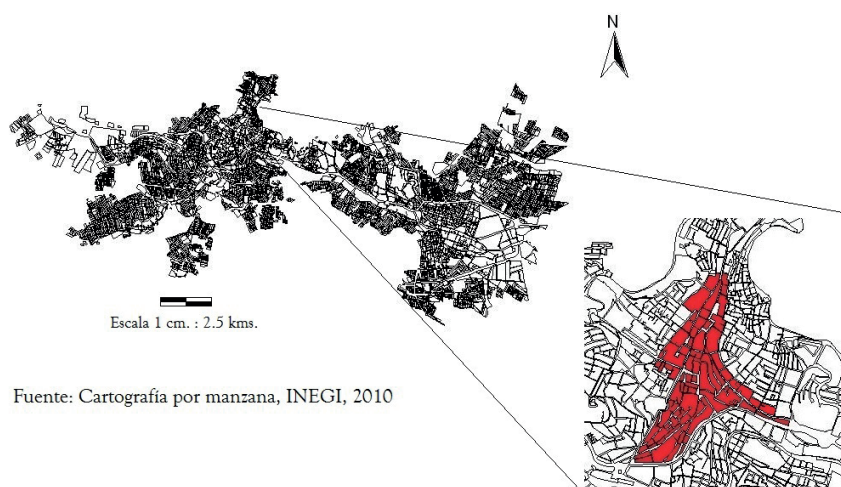 N
Escala 1 cm. : 2.5 kms.
Fuente: Cartografía por manzana, INEGI, 2010